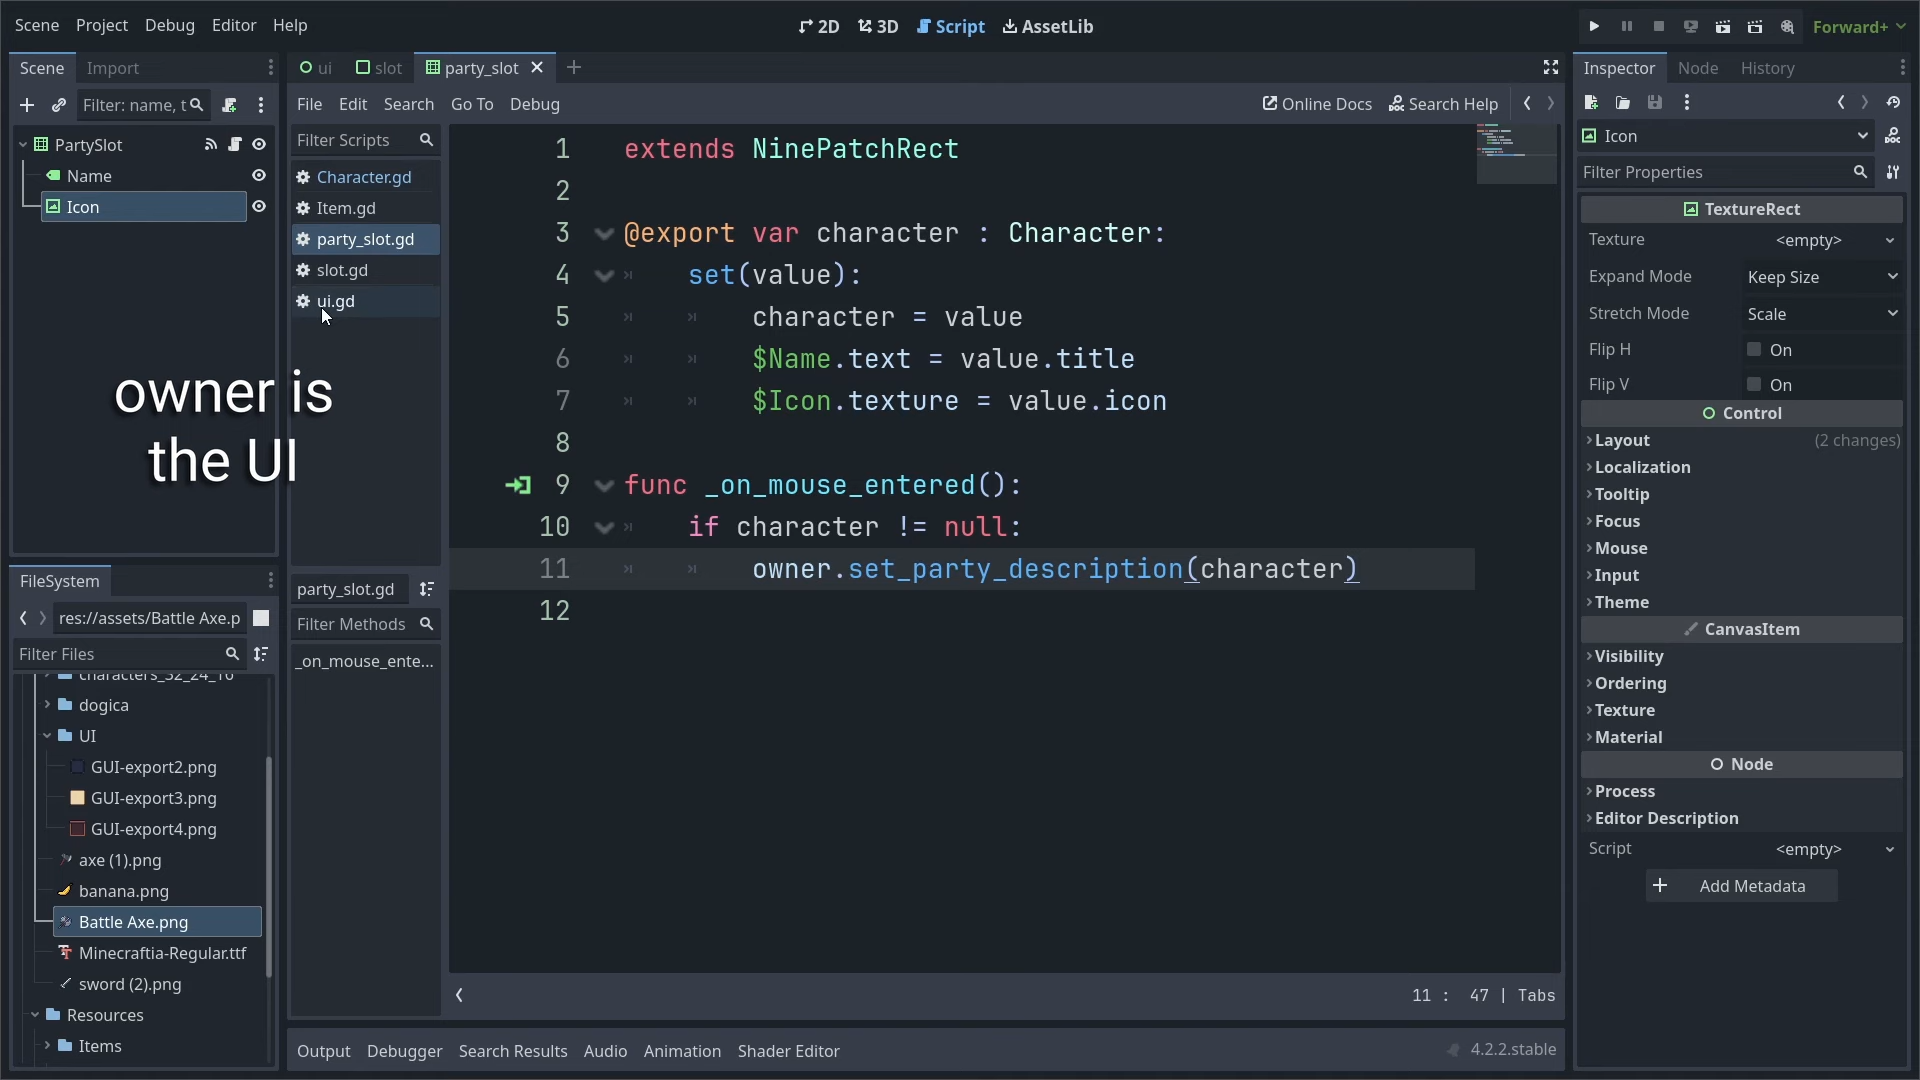 Scene Project Debug Editor Help
2D 3D Script AssetLib
Forward+
Scene Import
ui slot party_slot
Inspector Node History
Filter: name, t
File Edit Search Go To Debug
Online Docs Search Help
Filter Scripts
Icon
Filter Properties
PartySlot
Name
Icon
Character.gd
Item.gd
party_slot.gd
slot.gd
ui.gd
owner is
the UI
1 extends NinePatchRect
2
3 @export var character : Character:
4 set(value):
5 character = value
6 $Name.text = value.title
7 $Icon.texture = value.icon
8
9 func _on_mouse_entered():
10 if character != null:
11 owner.set_party_description(character)
12
party_slot.gd
Filter Methods
_on_mouse_ente...
TextureRect
Texture <empty>
Expand Mode Keep Size
Stretch Mode Scale
Flip H On
Flip V On
Control
Layout (2 changes)
Localization
Tooltip
Focus
Mouse
Input
Theme
CanvasItem
Visibility
Ordering
Texture
Material
Node
Process
Editor Description
Script <empty>
Add Metadata
FileSystem
res://assets/Battle Axe.p
Filter Files
characters_32_24_16
dogica
UI
GUI-export2.png
GUI-export3.png
GUI-export4.png
axe (1).png
banana.png
Battle Axe.png
Minecraftia-Regular.ttf
sword (2).png
Resources
Items
11 : 47 | Tabs
Output Debugger Search Results Audio Animation Shader Editor
4.2.2.stable